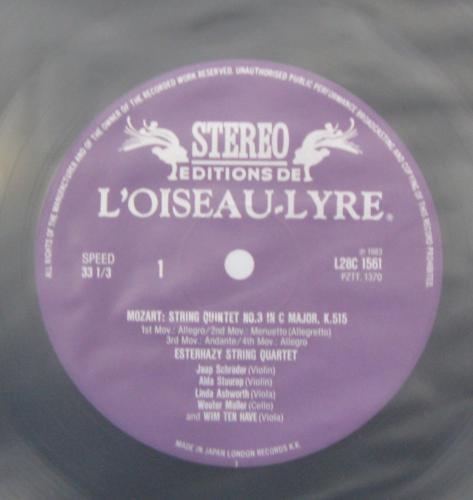 ALL RIGHTS OF THE MANUFACTURER AND OF THE OWNER OF THE RECORDED WORK RESERVED. UNAUTHORISED PUBLIC PERFORMANCE BROADCASTING AND COPYING OF THIS RECORD PROHIBITED.
STEREO
EDITIONS DE
L'OISEAU-LYRE®
SPEED
33 1/3
1
℗ 1983
L28C 1561
PZTT. 1370
MOZART: STRING QUINTET NO.3 IN C MAJOR, K.515
1st Mov.: Allegro/2nd Mov.: Menuetto(Allegretto)
3rd Mov.: Andante/4th Mov.: Allegro
ESTERHAZY STRING QUARTET
Jaap Schröder (Violin)
Alda Stuurop (Violin)
Linda Ashworth (Viola)
Wouter Möller (Cello)
and WIM TEN HAVE (Viola)
MADE IN JAPAN LONDON RECORDS K.K.